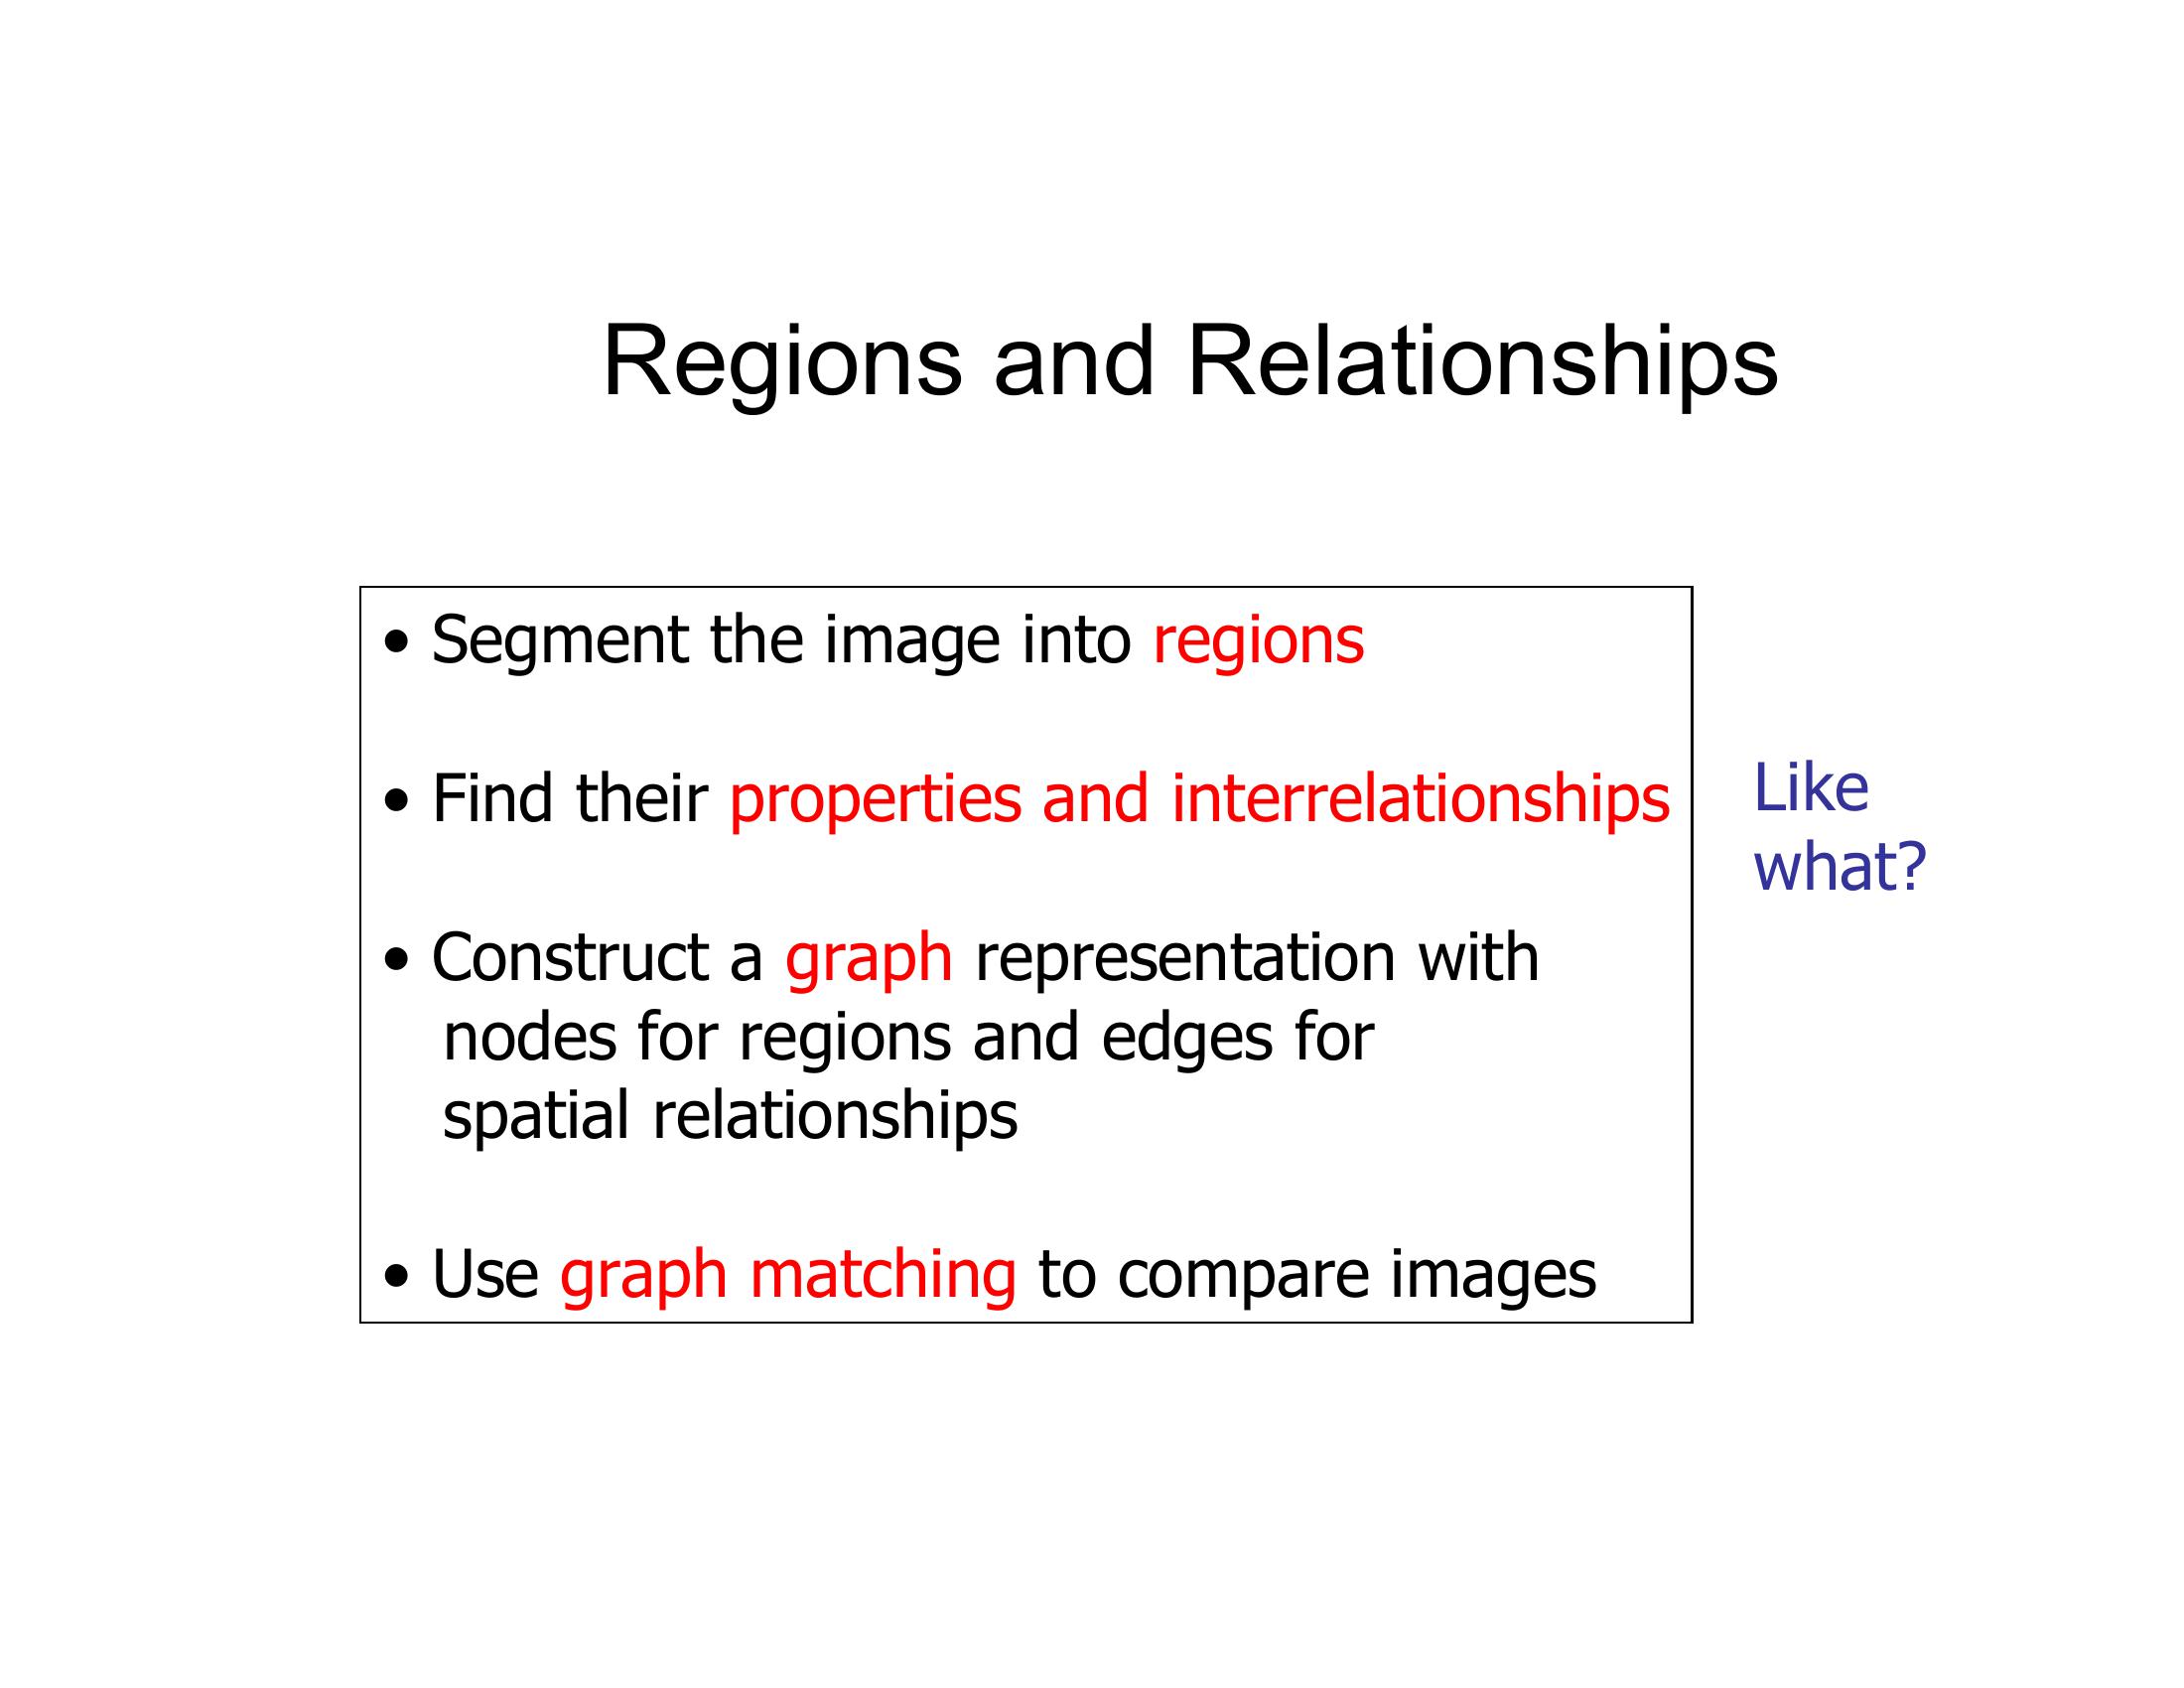 Regions and Relationships
• Segment the image into regions
• Find their properties and interrelationships
Like
what?
• Construct a graph representation with
nodes for regions and edges for
spatial relationships
• Use graph matching to compare images